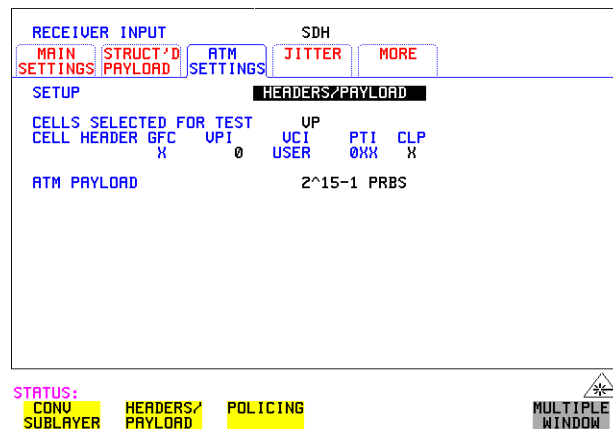 RECEIVER INPUT SDH
MAIN SETTINGS STRUCT'D PAYLOAD ATM SETTINGS JITTER MORE
SETUP HEADERS/PAYLOAD
CELLS SELECTED FOR TEST VP
CELL HEADER GFC VPI VCI PTI CLP
X 0 USER 0XX X
ATM PAYLOAD 2^15-1 PRBS
STATUS:
CONV SUBLAYER HEADERS/ PAYLOAD POLICING MULTIPLE WINDOW